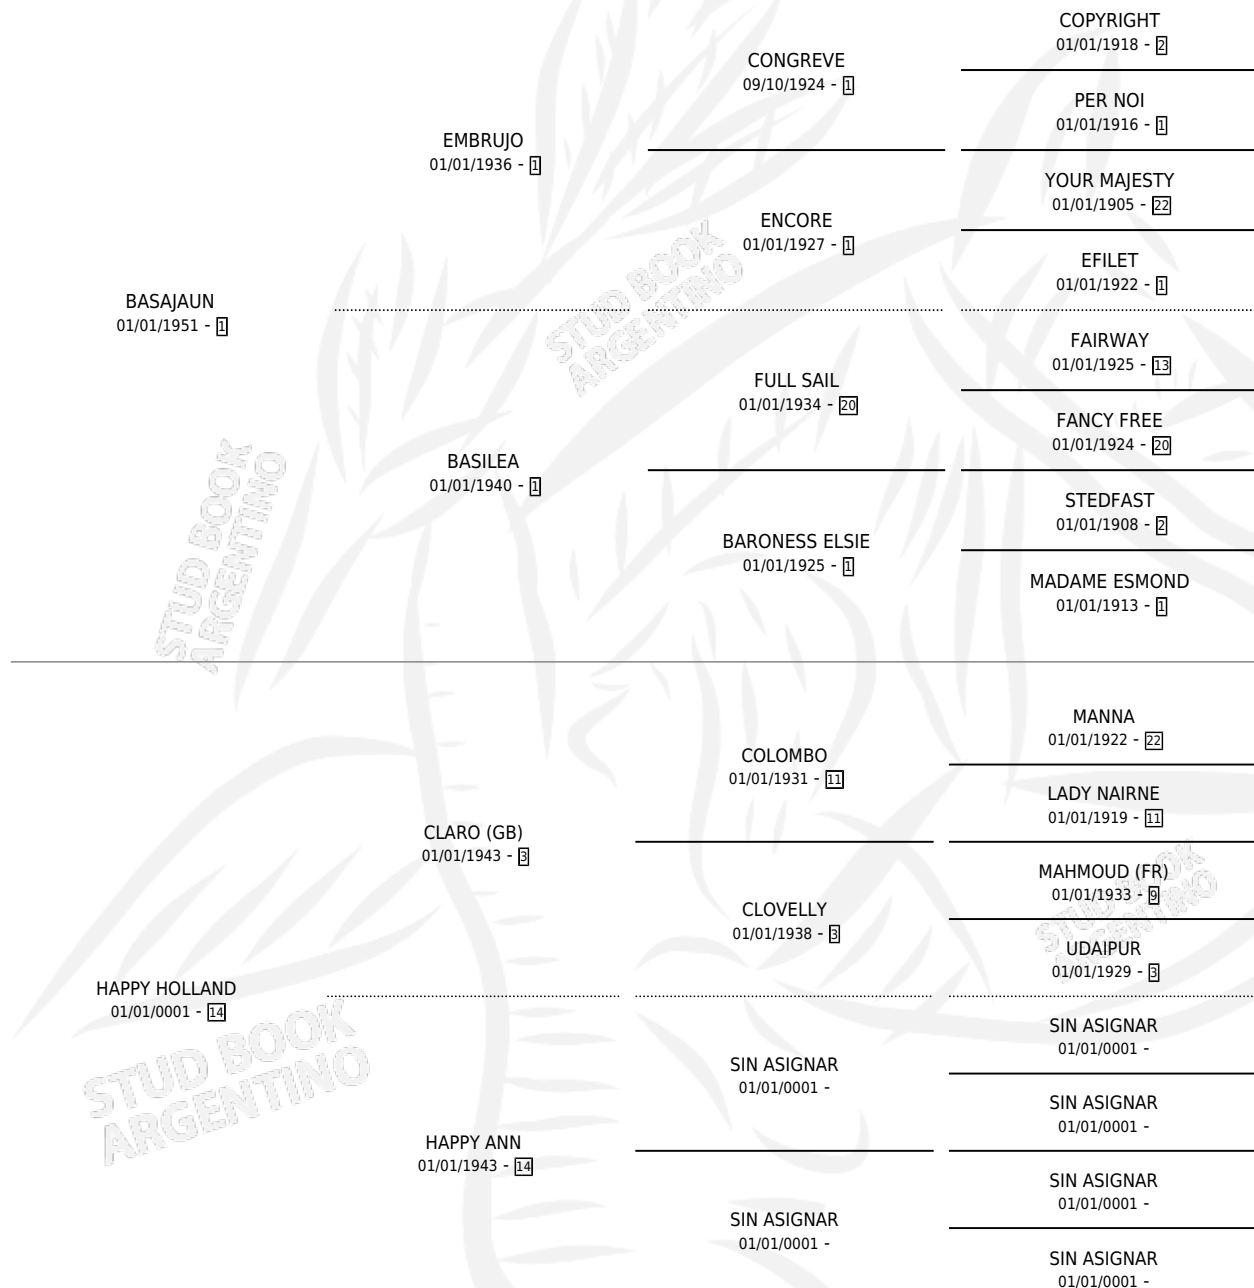 COPYRIGHT
01/01/1918 - 2
CONGREVE
09/10/1924 - 1
PER NOI
01/01/1916 - 1
EMBRUJO
01/01/1936 - 1
YOUR MAJESTY
01/01/1905 - 22
ENCORE
01/01/1927 - 1
EFILET
01/01/1922 - 1
BASAJAUN
01/01/1951 - 1
STUD BOOK
ARGENTINO
FAIRWAY
01/01/1925 - 13
FULL SAIL
01/01/1934 - 20
FANCY FREE
01/01/1924 - 20
BASILEA
01/01/1940 - 1
STEDFAST
01/01/1908 - 2
BARONESS ELSIE
01/01/1925 - 1
MADAME ESMOND
01/01/1913 - 1
STUD BOOK
ARGENTINO
MANNA
01/01/1922 - 22
COLOMBO
01/01/1931 - 11
LADY NAIRNE
01/01/1919 - 11
CLARO (GB)
01/01/1943 - 3
MAHMOUD (FR)
01/01/1933 - 9
CLOVELLY
01/01/1938 - 3
UDAIPUR
01/01/1929 - 3
STUD BOOK
ARGENTINO
HAPPY HOLLAND
01/01/0001 - 14
SIN ASIGNAR
01/01/0001 -
SIN ASIGNAR
01/01/0001 -
SIN ASIGNAR
01/01/0001 -
HAPPY ANN
01/01/1943 - 14
SIN ASIGNAR
01/01/0001 -
SIN ASIGNAR
01/01/0001 -
SIN ASIGNAR
01/01/0001 -
STUD BOOK
ARGENTINO